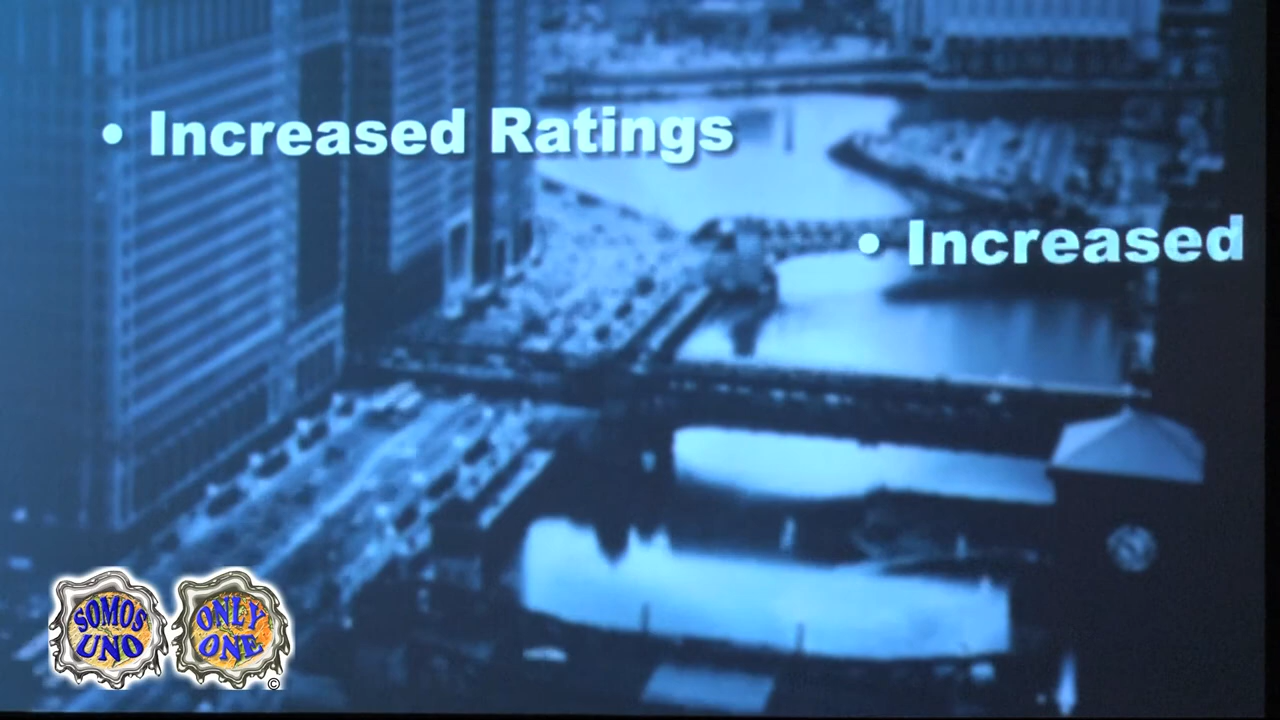 • Increased Ratings
• Increased
SOMOS
UNO
ONLY
ONE
©